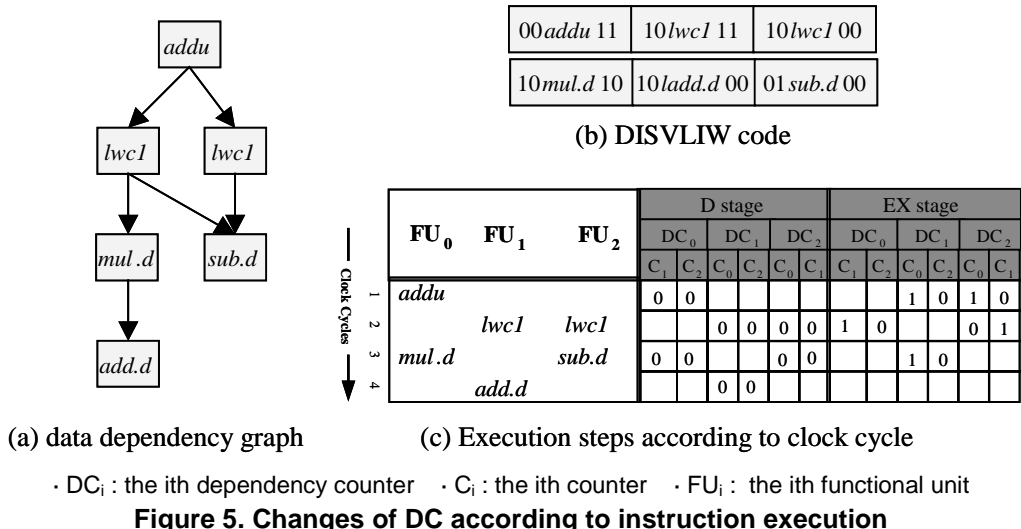 addu
lwc1 lwc1
mul.d sub.d
add.d
(a) data dependency graph
00addu 11 10lwc1 11 10lwc1 00
10mul.d 10 10ladd.d 00 01sub.d 00
(b) DISVLIW code
D stage EX stage
FU0 FU1 FU2 DC0 DC1 DC2 DC0 DC1 DC2
C1 C2 C0 C2 C0 C1 C1 C2 C0 C2 C0 C1
Clock Cycles
1 addu 0 0 1 0 1 0
2 lwc1 lwc1 0 0 0 0 1 0 0 1
3 mul.d sub.d 0 0 0 0 1 0
4 add.d 0 0
(c) Execution steps according to clock cycle
· DCi : the ith dependency counter · Ci : the ith counter · FUi : the ith functional unit
Figure 5. Changes of DC according to instruction execution